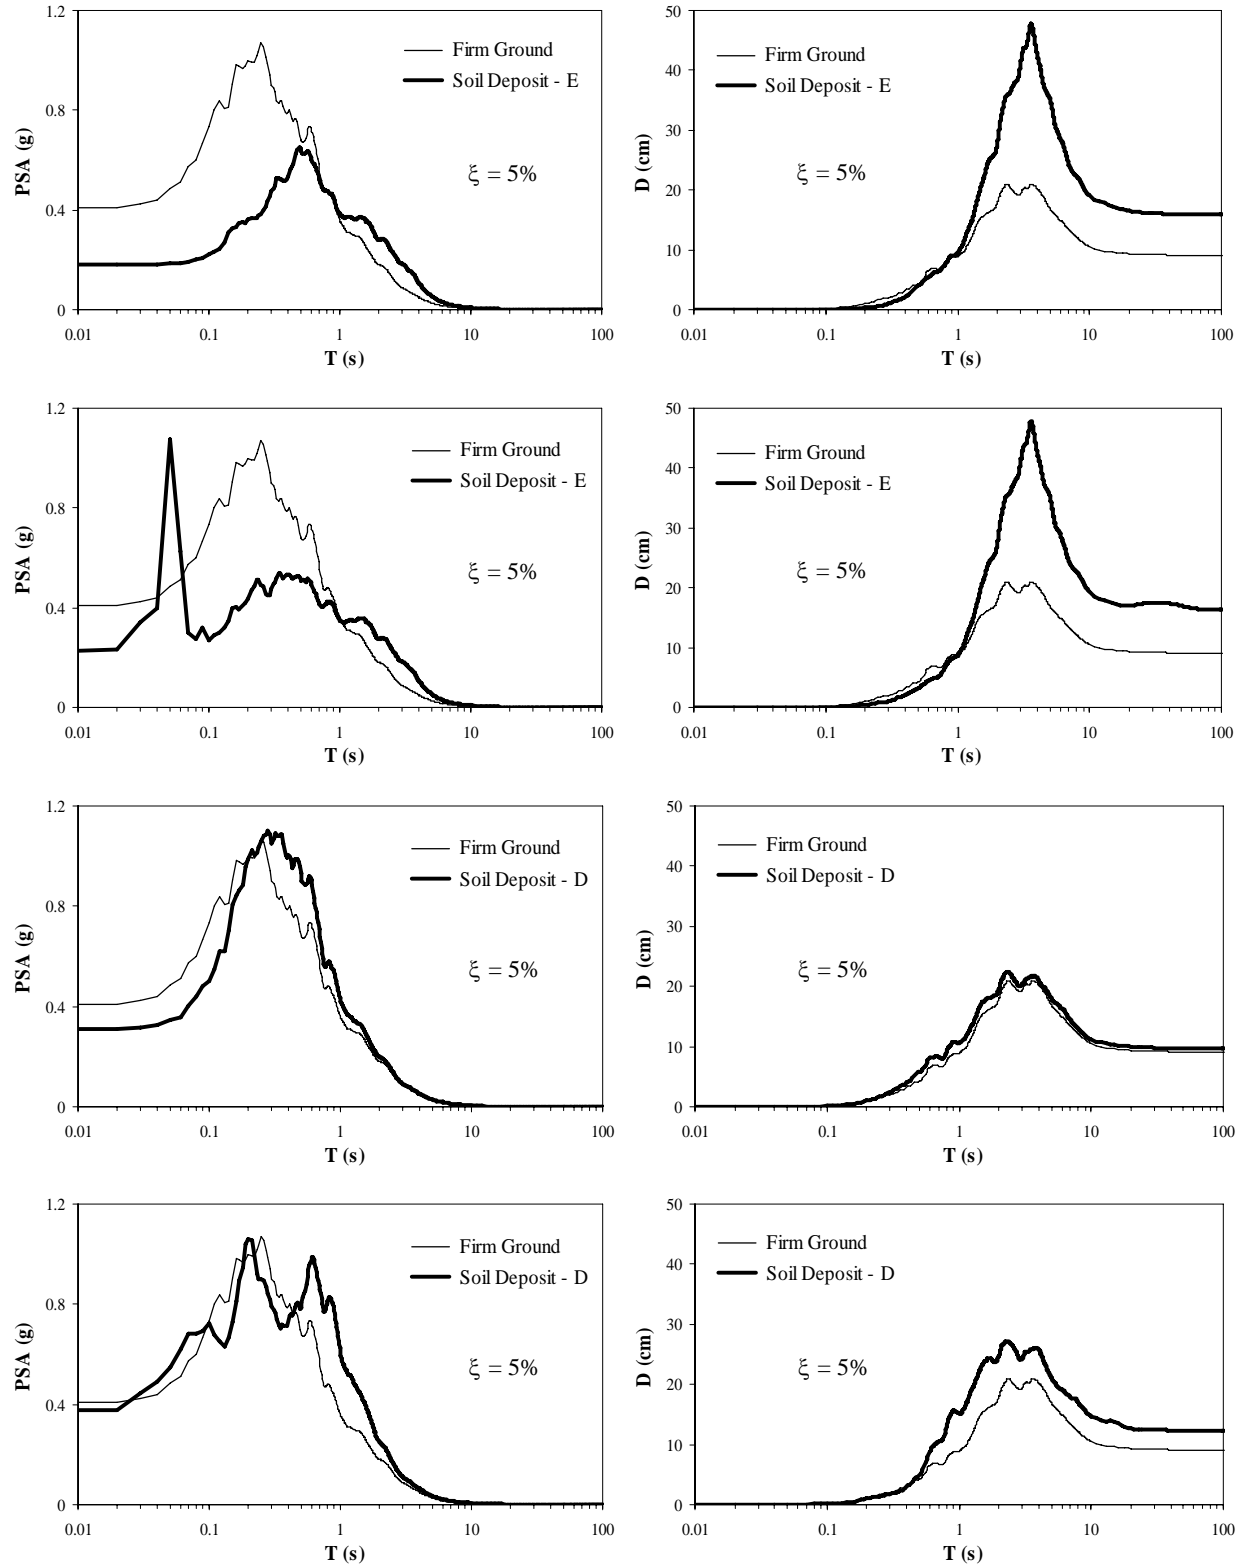 1.2
0.8
0.4
0
PSA (g)
Firm Ground
Soil Deposit - E
ξ = 5%
0.01 0.1 1 10 100
T (s)
50
40
30
20
10
0
D (cm)
Firm Ground
Soil Deposit - E
ξ = 5%
0.01 0.1 1 10 100
T (s)
1.2
0.8
0.4
0
PSA (g)
Firm Ground
Soil Deposit - E
ξ = 5%
0.01 0.1 1 10 100
T (s)
50
40
30
20
10
0
D (cm)
Firm Ground
Soil Deposit - E
ξ = 5%
0.01 0.1 1 10 100
T (s)
1.2
0.8
0.4
0
PSA (g)
Firm Ground
Soil Deposit - D
ξ = 5%
0.01 0.1 1 10 100
T (s)
50
40
30
20
10
0
D (cm)
Firm Ground
Soil Deposit - D
ξ = 5%
0.01 0.1 1 10 100
T (s)
1.2
0.8
0.4
0
PSA (g)
Firm Ground
Soil Deposit - D
ξ = 5%
0.01 0.1 1 10 100
T (s)
50
40
30
20
10
0
D (cm)
Firm Ground
Soil Deposit - D
ξ = 5%
0.01 0.1 1 10 100
T (s)